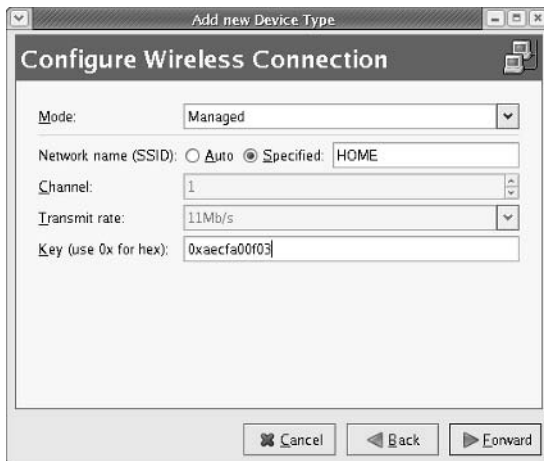 Add new Device Type
Configure Wireless Connection
Mode: Managed
Network name (SSID): Auto Specified: HOME
Channel: 1
Transmit rate: 11Mb/s
Key (use 0x for hex): 0xaecfa00f03
Cancel Back Forward